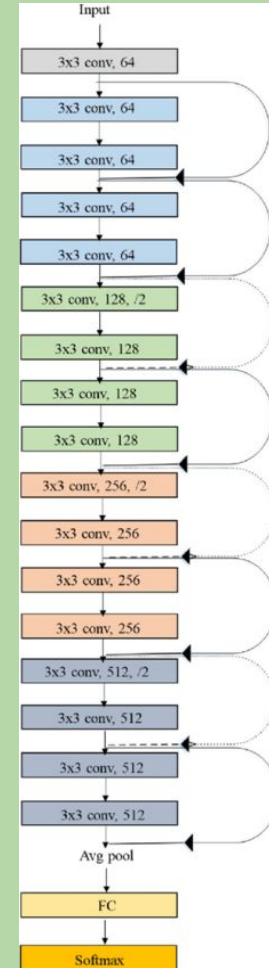 Input
3x3 conv, 64
3x3 conv, 64
3x3 conv, 64
3x3 conv, 64
3x3 conv, 64
3x3 conv, 128, /2
3x3 conv, 128
3x3 conv, 128
3x3 conv, 128
3x3 conv, 256, /2
3x3 conv, 256
3x3 conv, 256
3x3 conv, 256
3x3 conv, 512, /2
3x3 conv, 512
3x3 conv, 512
3x3 conv, 512
Avg pool
FC
Softmax